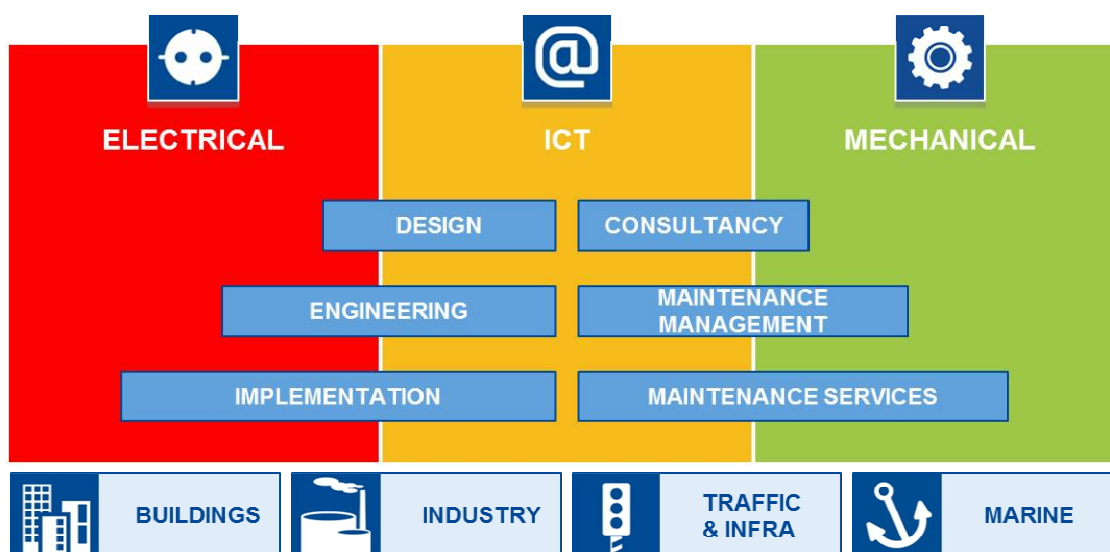 @
ELECTRICAL
ICT
MECHANICAL
DESIGN
CONSULTANCY
ENGINEERING
MAINTENANCE
MANAGEMENT
IMPLEMENTATION
MAINTENANCE SERVICES
BUILDINGS
INDUSTRY
TRAFFIC
& INFRA
MARINE